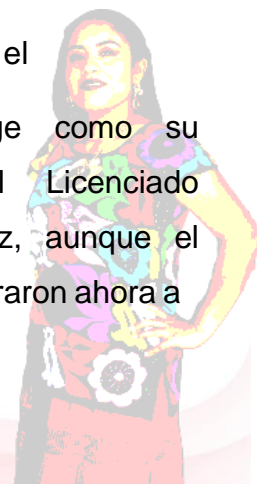 el
ge como su
l Licenciado
z, aunque el
raron ahora a